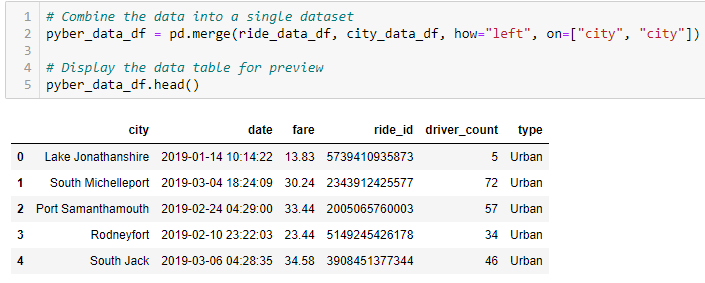 1 # Combine the data into a single dataset
2 pyber_data_df = pd.merge(ride_data_df, city_data_df, how="left", on=["city", "city"])
3
4 # Display the data table for preview
5 pyber_data_df.head()
city date fare ride_id driver_count type
0 Lake Jonathanshire 2019-01-14 10:14:22 13.83 5739410935873 5 Urban
1 South Michelleport 2019-03-04 18:24:09 30.24 2343912425577 72 Urban
2 Port Samanthamouth 2019-02-24 04:29:00 33.44 2005065760003 57 Urban
3 Rodneyfort 2019-02-10 23:22:03 23.44 5149245426178 34 Urban
4 South Jack 2019-03-06 04:28:35 34.58 3908451377344 46 Urban